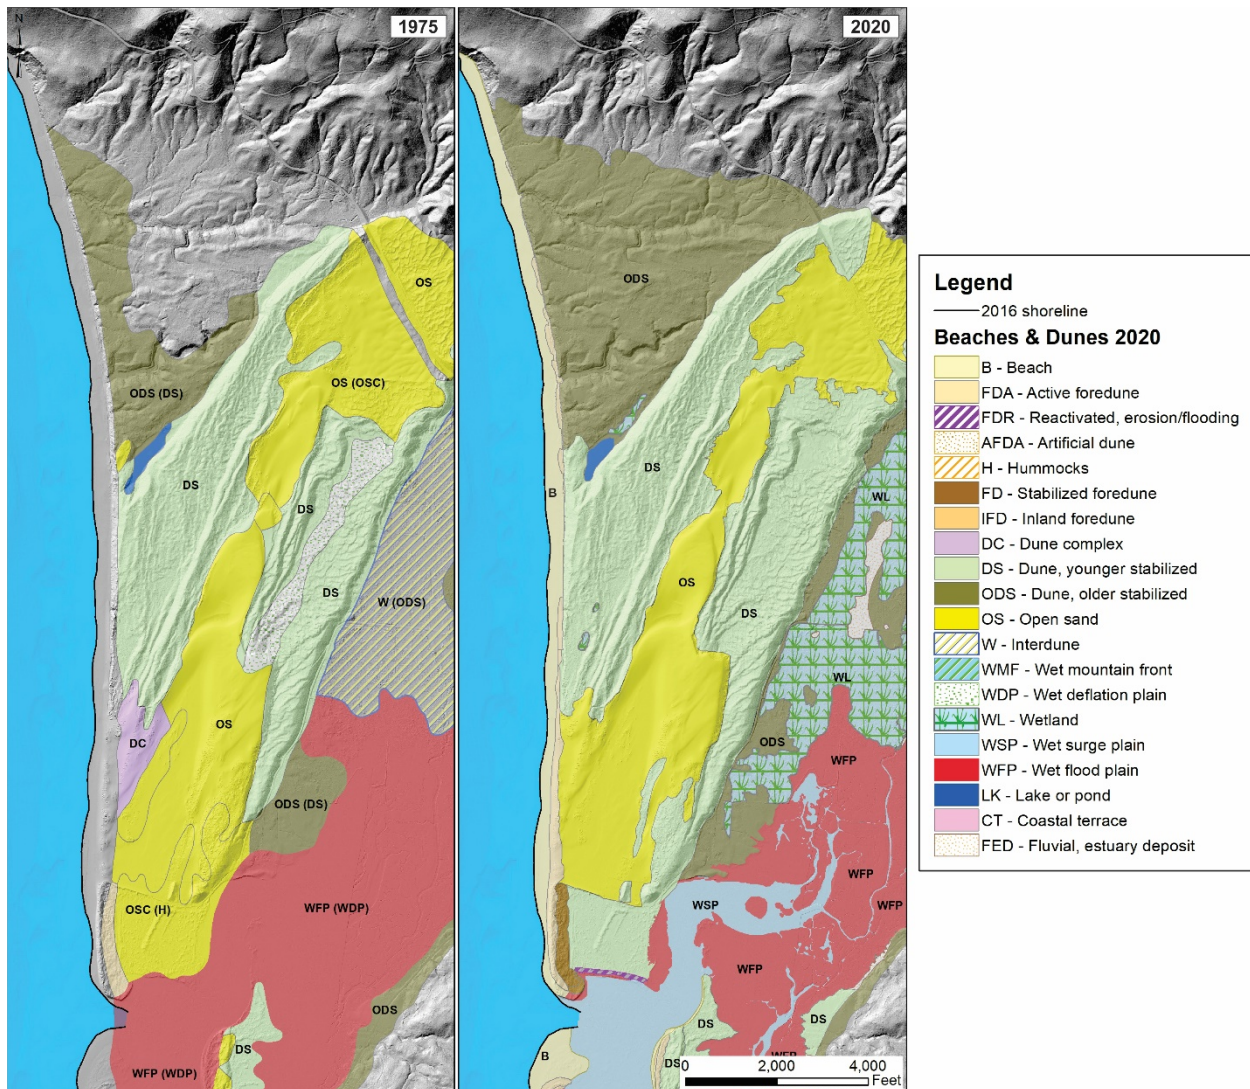 N
1975
2020
OS
ODS
OS (OSC)
ODS (DS)
DS
DS
B
DS
WL
OS
DS
DS
W (ODS)
WL
OS
DC
ODS
WFP
ODS (DS)
WFP
OSC (H)
WFP (WDP)
WSP
WFP
WFP
ODS
DS
DS
DS
B
WFP (WDP)
DS
WFP
0
2,000
4,000
Feet
Legend
2016 shoreline
Beaches & Dunes 2020
B - Beach
FDA - Active foredune
FDR - Reactivated, erosion/flooding
AFDA - Artificial dune
H - Hummocks
FD - Stabilized foredune
IFD - Inland foredune
DC - Dune complex
DS - Dune, younger stabilized
ODS - Dune, older stabilized
OS - Open sand
W - Interdune
WMF - Wet mountain front
WDP - Wet deflation plain
WL - Wetland
WSP - Wet surge plain
WFP - Wet flood plain
LK - Lake or pond
CT - Coastal terrace
FED - Fluvial, estuary deposit